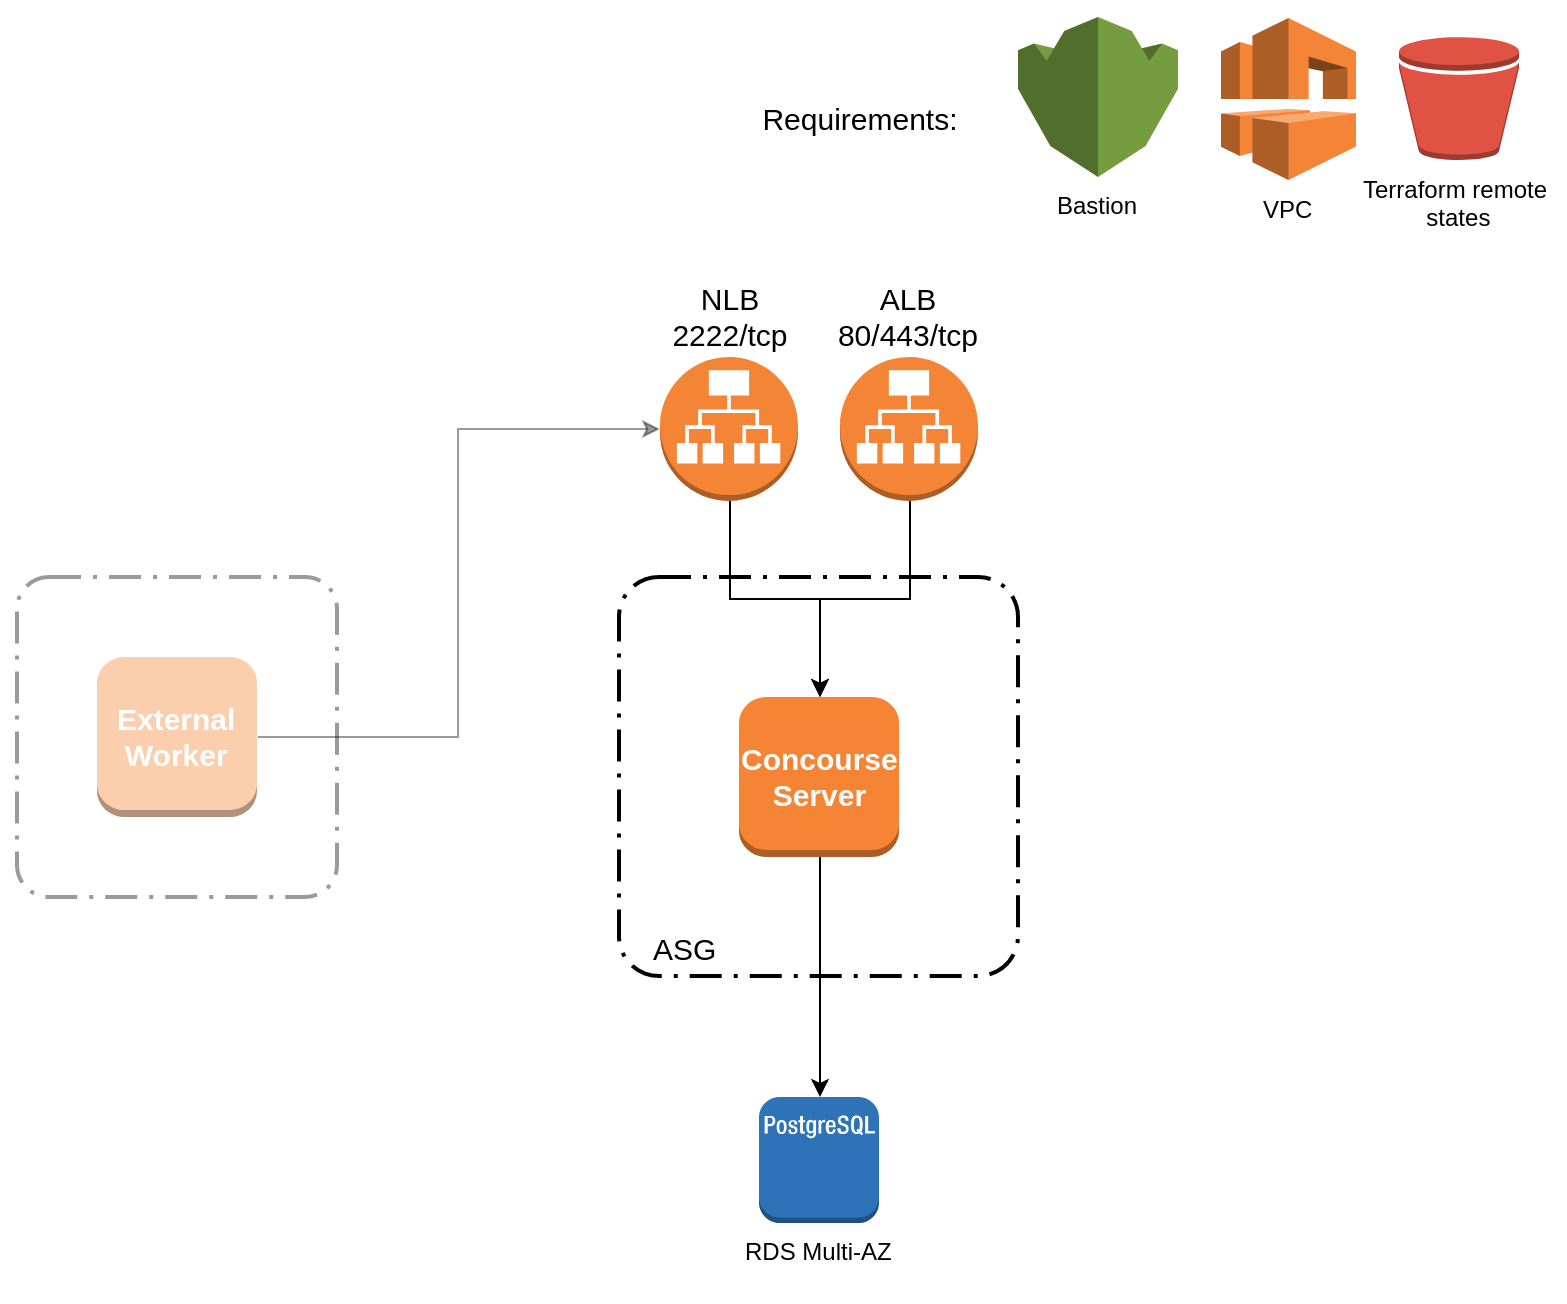 Requirements:
Bastion
VPC
Terraform remote
states
NLB
2222/tcp
ALB
80/443/tcp
External
Worker
Concourse
Server
ASG
PostgreSQL
RDS Multi-AZ